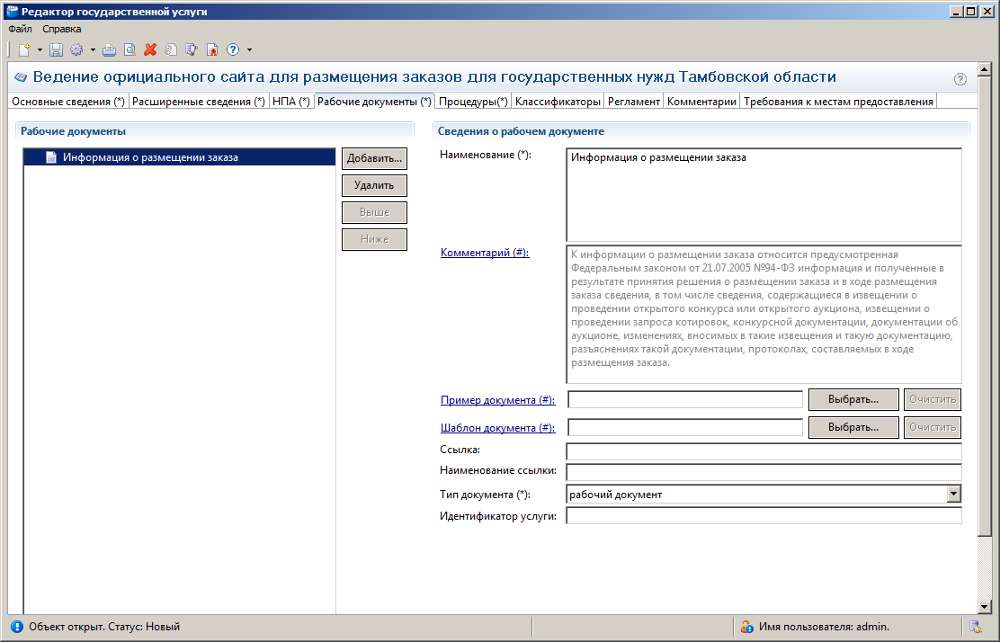 Редактор государственной услуги
Файл Справка
Ведение официального сайта для размещения заказов для государственных нужд Тамбовской области
Основные сведения (*) Расширенные сведения (*) НПА (*) Рабочие документы (*) Процедуры(*) Классификаторы Регламент Комментарии Требования к местам предоставления
Рабочие документы
Информация о размещении заказа
Добавить...
Удалить
Выше
Ниже
Сведения о рабочем документе
Наименование (*):
Информация о размещении заказа
Комментарий (#):
К информации о размещении заказа относится предусмотренная
Федеральным законом от 21.07.2005 №94-ФЗ информация и полученные в
результате принятия решения о размещении заказа и в ходе размещения
заказа сведения, в том числе сведения, содержащиеся в извещении о
проведении открытого конкурса или открытого аукциона, извещении о
проведении запроса котировок, конкурсной документации, документации об
аукционе, изменениях, вносимых в такие извещения и такую документацию,
разъяснениях такой документации, протоколах, составляемых в ходе
размещения заказа.
Пример документа (#): Выбрать... Очистить
Шаблон документа (#): Выбрать... Очистить
Ссылка:
Наименование ссылки:
Тип документа (*): рабочий документ
Идентификатор услуги:
Объект открыт. Статус: Новый
Имя пользователя: admin.